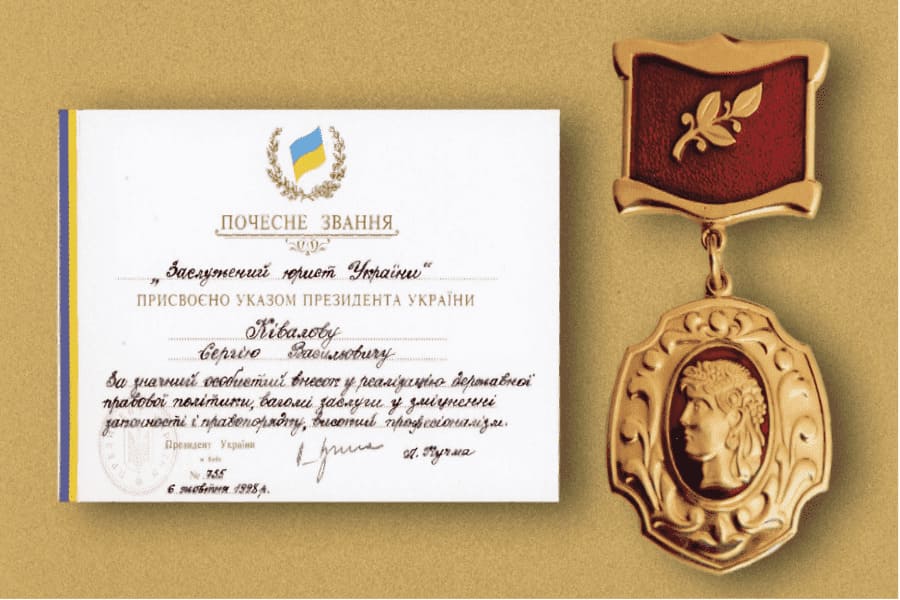 ПОЧЕСНЕ ЗВАННЯ
„Заслужений юрист України“
ПРИСВОЄНО УКАЗОМ ПРЕЗИДЕНТА УКРАЇНИ
Ківалову
Сергію Васильовичу
За значний особистий внесок у реалізацію державної
правової політики, вагомі заслуги у зміцненні
законності і правопорядку, високий професіоналізм.
Президент України
Л. Кучма
м. Київ
№ 755
6 жовтня 1998 р.